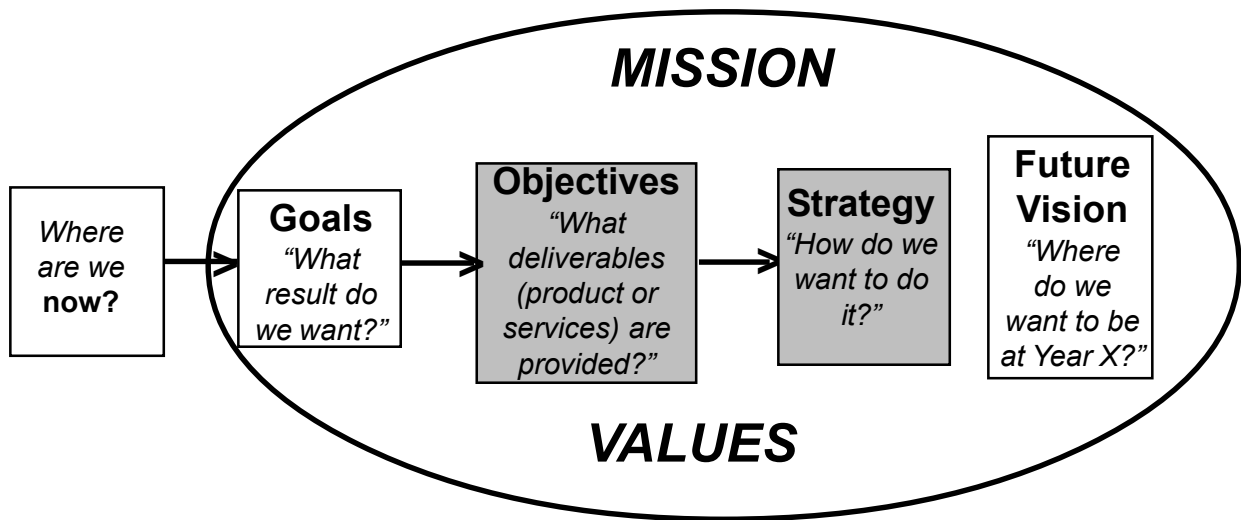 MISSION
Where
are we
now?
Goals
“What
result do
we want?”
Objectives
“What
deliverables
(product or
services) are
provided?”
Strategy
“How do we
want to do
it?”
Future
Vision
“Where
do we
want to be
at Year X?”
VALUES